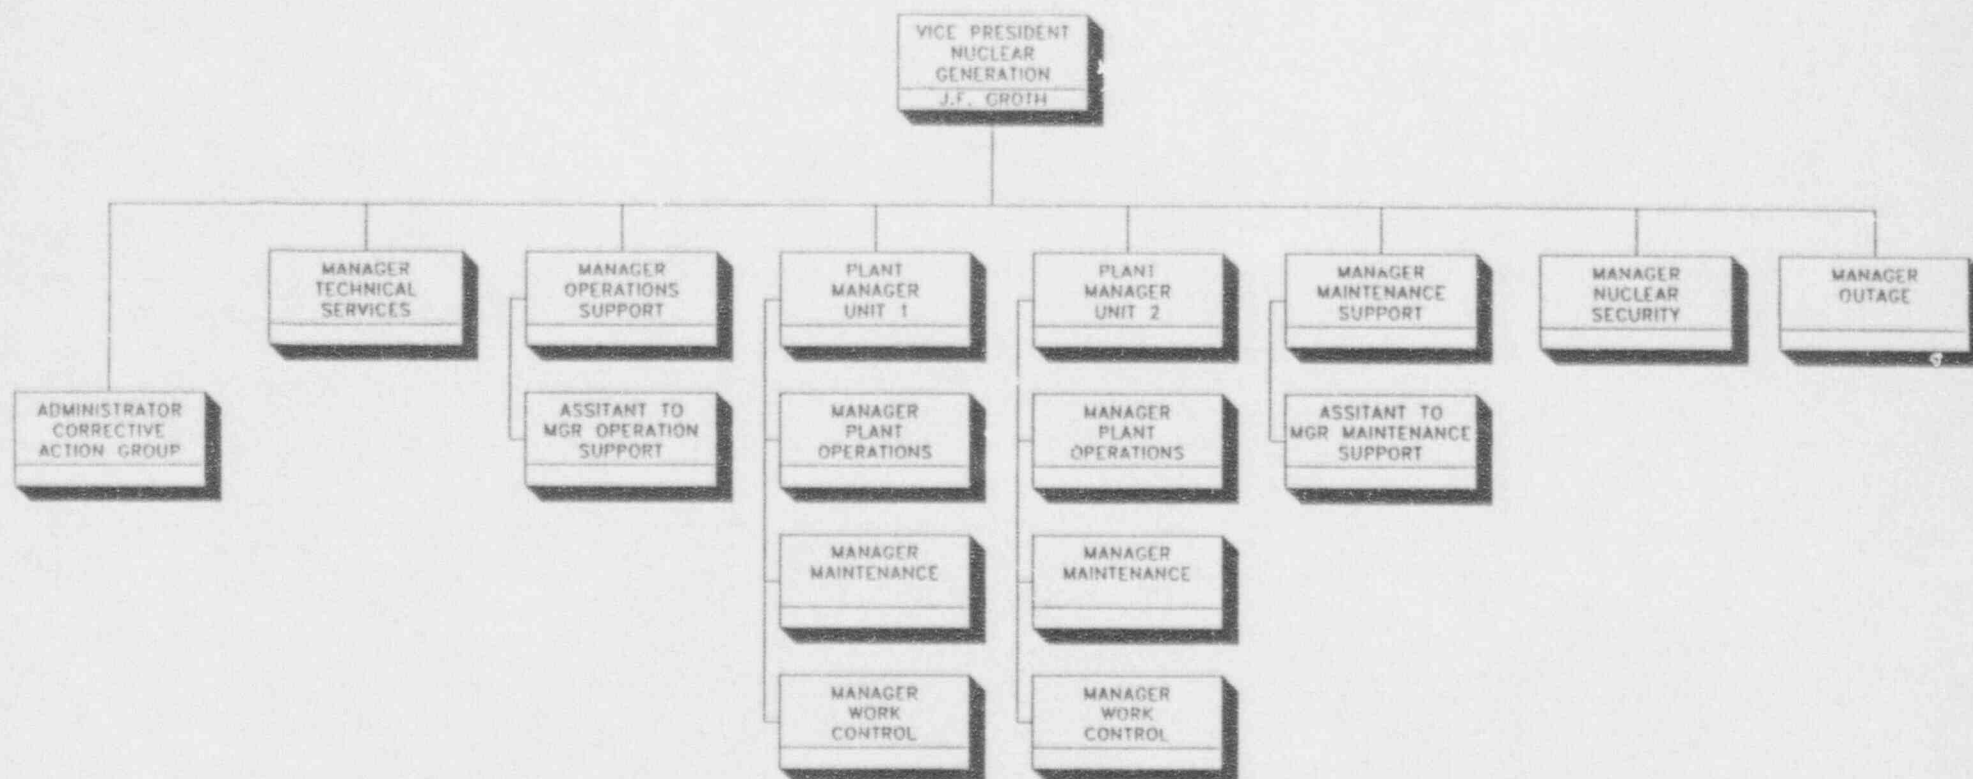 VICE PRESIDENT
NUCLEAR
GENERATION
J.F. GROTH
MANAGER
TECHNICAL
SERVICES
MANAGER
OPERATIONS
SUPPORT
PLANT
MANAGER
UNIT 1
PLANT
MANAGER
UNIT 2
MANAGER
MAINTENANCE
SUPPORT
MANAGER
NUCLEAR
SECURITY
MANAGER
OUTAGE
ADMINISTRATOR
CORRECTIVE
ACTION GROUP
ASSITANT TO
MGR OPERATION
SUPPORT
MANAGER
PLANT
OPERATIONS
MANAGER
PLANT
OPERATIONS
ASSITANT TO
MGR MAINTENANCE
SUPPORT
MANAGER
MAINTENANCE
MANAGER
MAINTENANCE
MANAGER
WORK
CONTROL
MANAGER
WORK
CONTROL